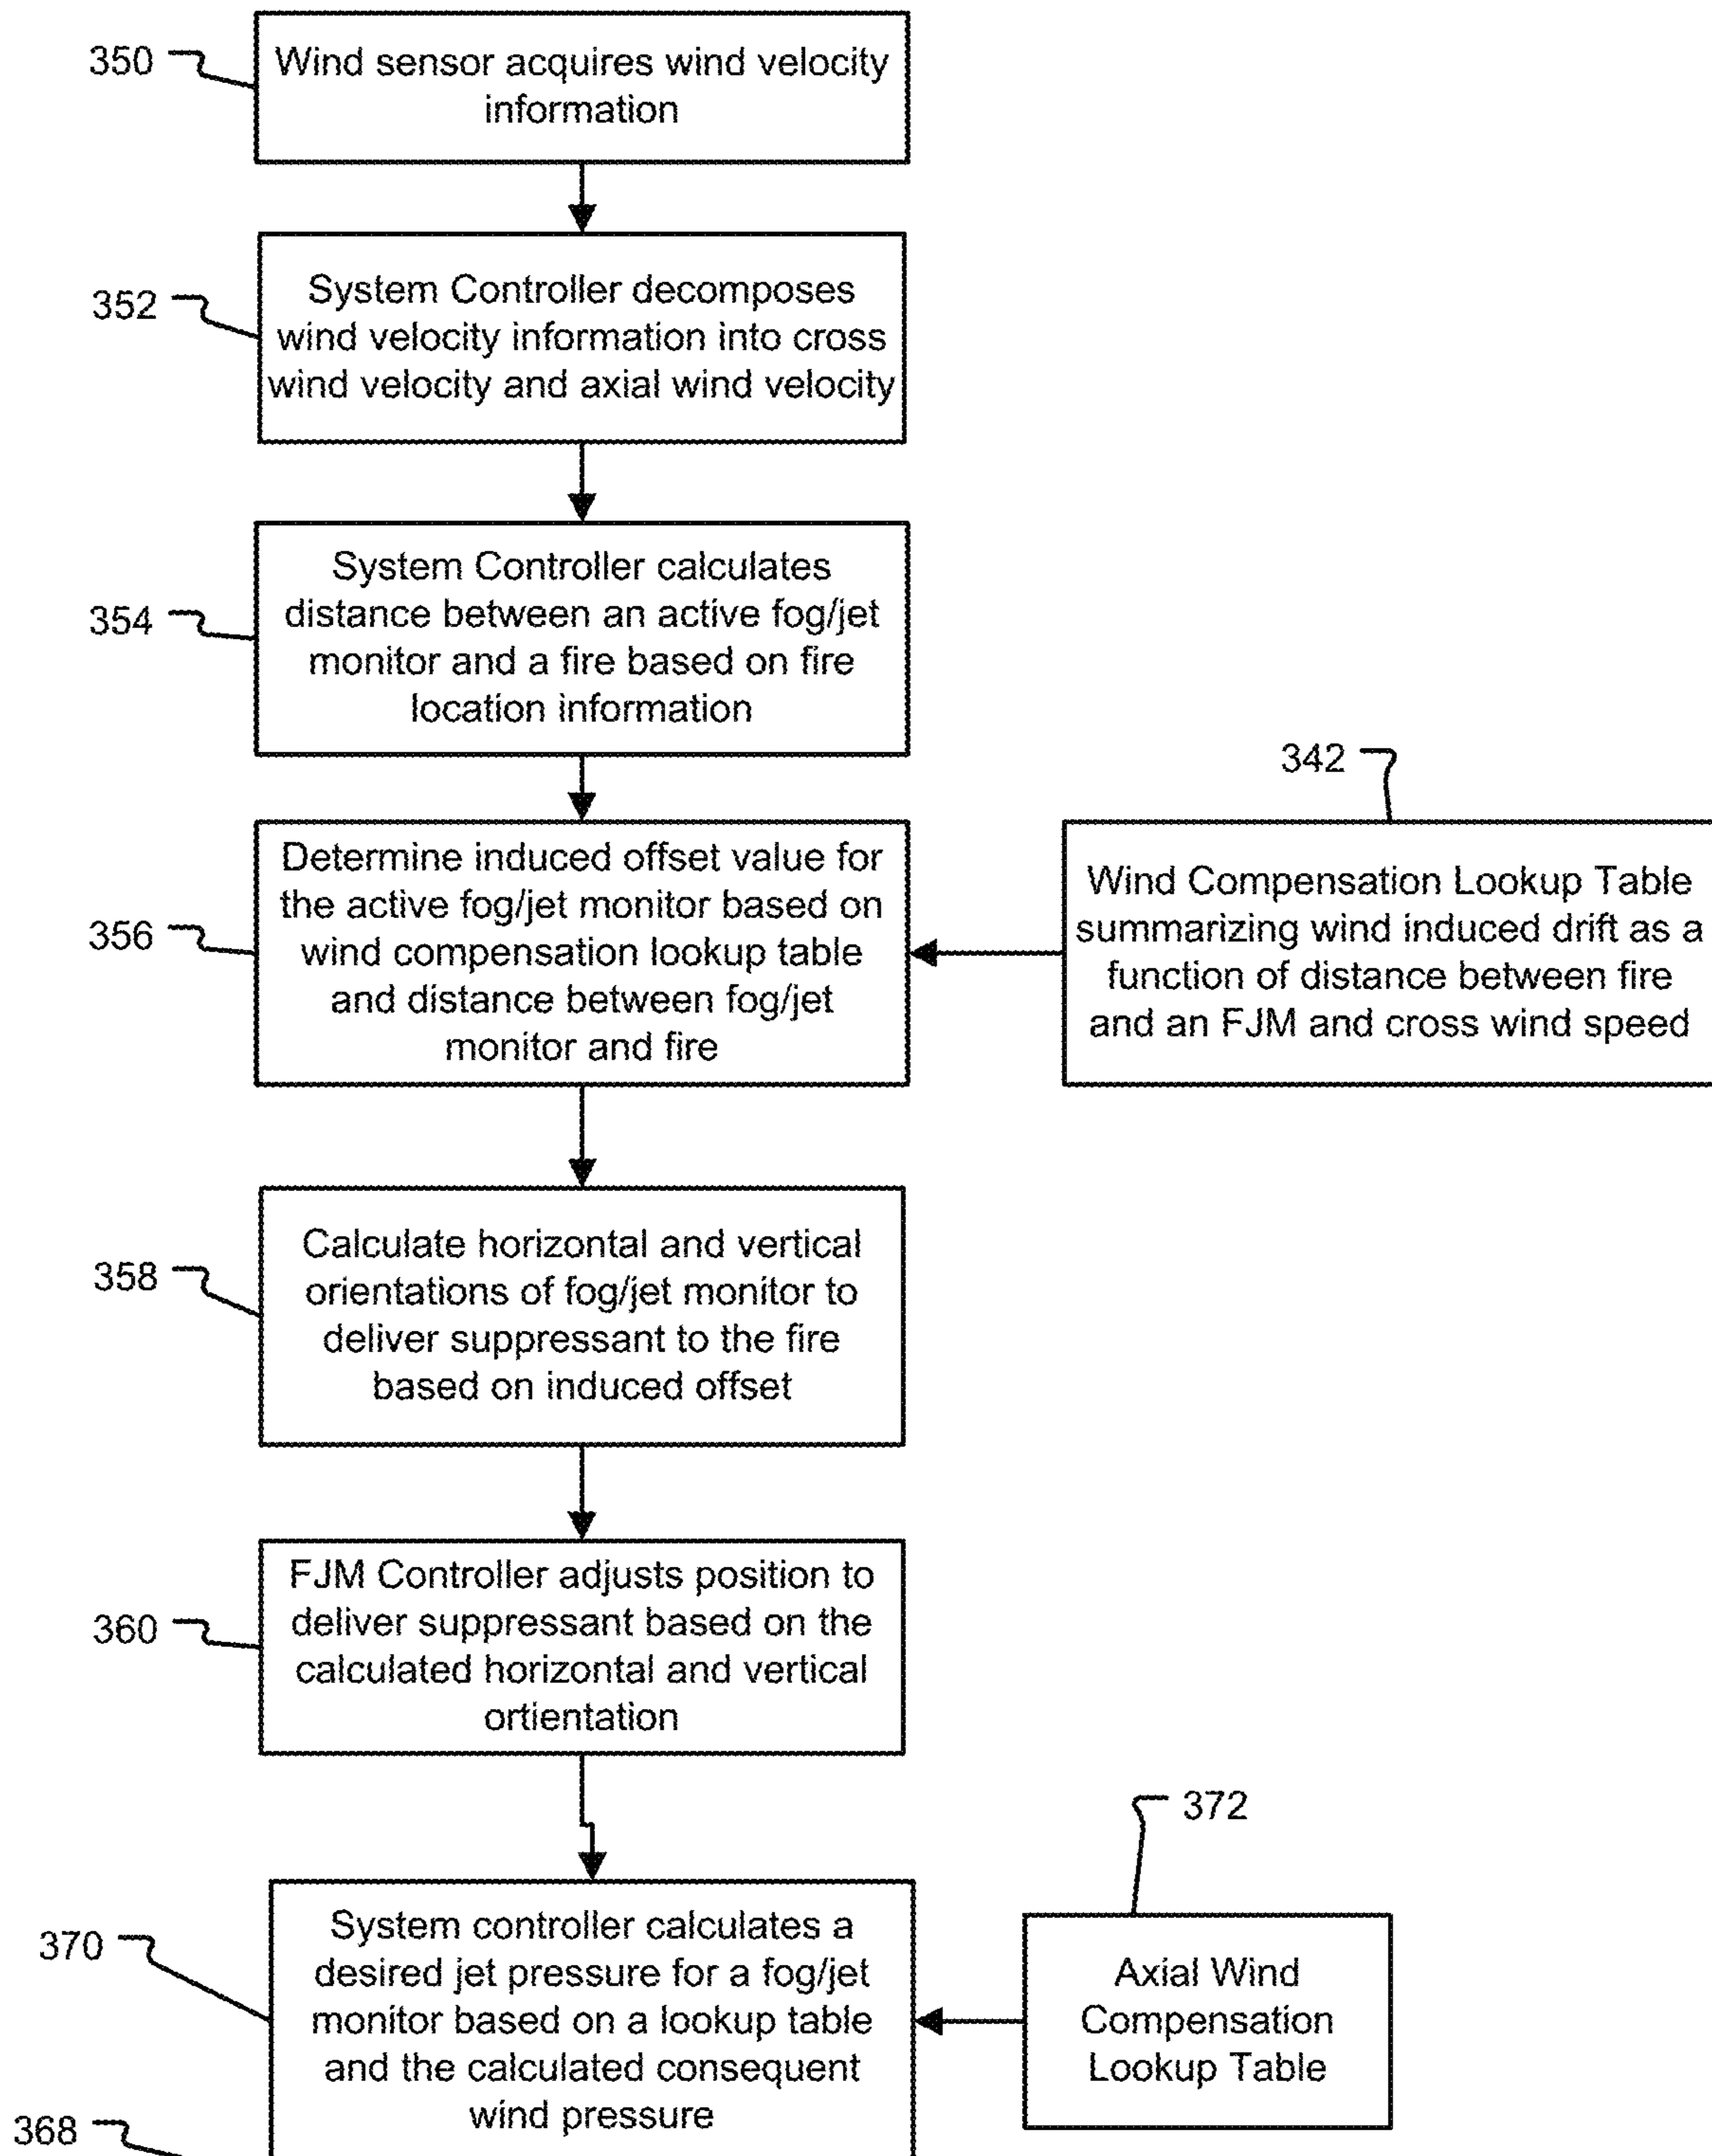 350
Wind sensor acquires wind velocity
information
352
System Controller decomposes
wind velocity information into cross
wind velocity and axial wind velocity
354
System Controller calculates
distance between an active fog/jet
monitor and a fire based on fire
location information
342
356
Determine induced offset value for
the active fog/jet monitor based on
wind compensation lookup table
and distance between fog/jet
monitor and fire
Wind Compensation Lookup Table
summarizing wind induced drift as a
function of distance between fire
and an FJM and cross wind speed
358
Calculate horizontal and vertical
orientations of fog/jet monitor to
deliver suppressant to the fire
based on induced offset
360
FJM Controller adjusts position to
deliver suppressant based on the
calculated horizontal and vertical
ortientation
372
370
System controller calculates a
desired jet pressure for a fog/jet
monitor based on a lookup table
and the calculated consequent
wind pressure
Axial Wind
Compensation
Lookup Table
368